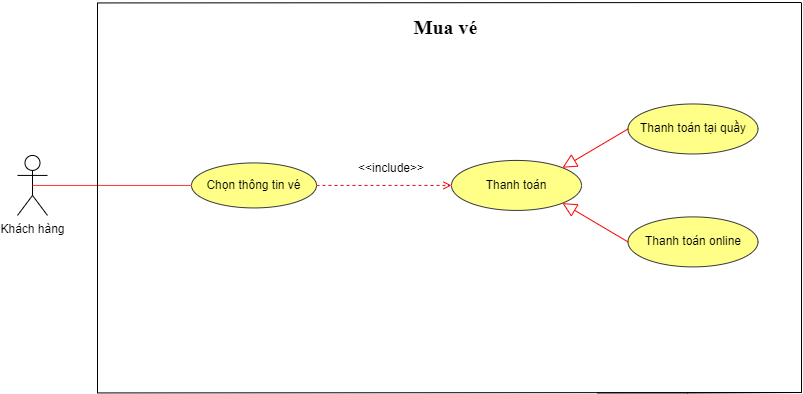 Mua vé
Thanh toán tại quầy
<<include>>
Chọn thông tin vé
Thanh toán
Khách hàng
Thanh toán online